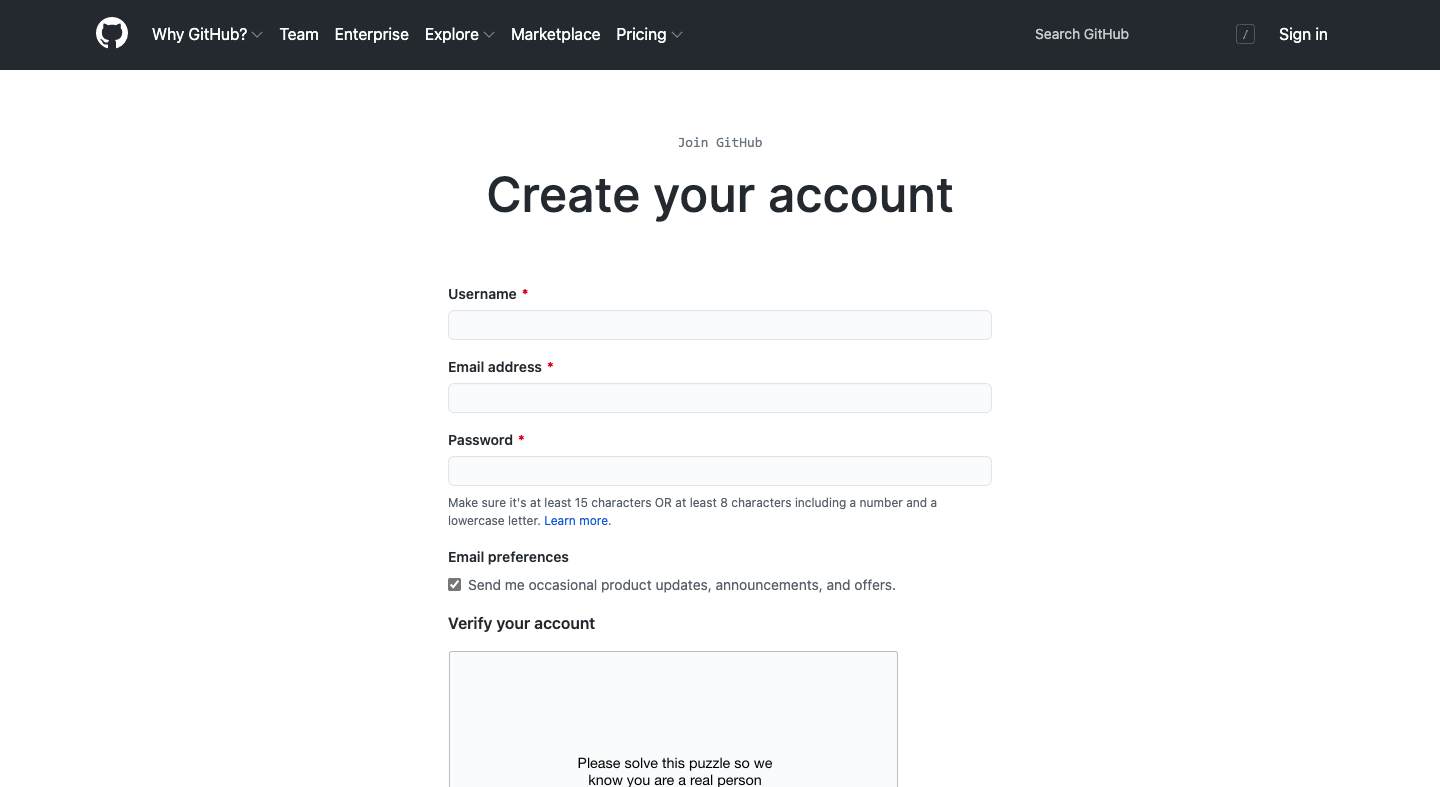 Why GitHub? Team Enterprise Explore Marketplace Pricing Search GitHub / Sign in
Join GitHub
Create your account
Username *
Email address *
Password *
Make sure it's at least 15 characters OR at least 8 characters including a number and a
lowercase letter. Learn more.
Email preferences
Send me occasional product updates, announcements, and offers.
Verify your account
Please solve this puzzle so we
know you are a real person